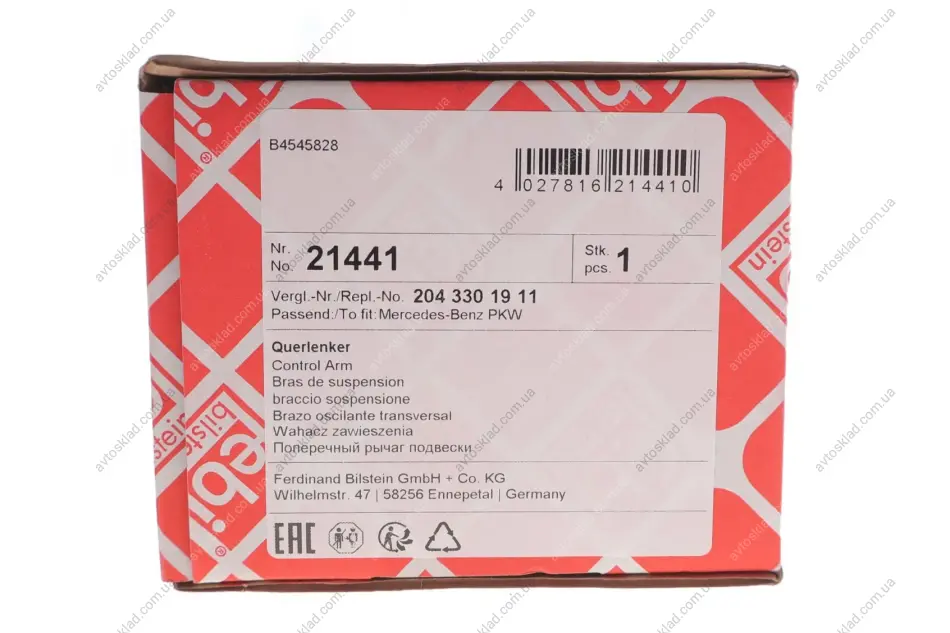 B4545828
4 027816 214410
Nr.
No. 21441
Stk.
pcs. 1
Vergl.-Nr./Repl.-No. 204 330 19 11
Passend:/To fit: Mercedes-Benz PKW
Querlenker
Control Arm
Bras de suspension
braccio sospensione
Brazo oscilante transversal
Wahacz zawieszenia
Поперечный рычаг подвески
Ferdinand Bilstein GmbH + Co. KG
Wilhelmstr. 47 | 58256 Ennepetal | Germany
EAC
febi
bilstein
avtosklad.com.ua